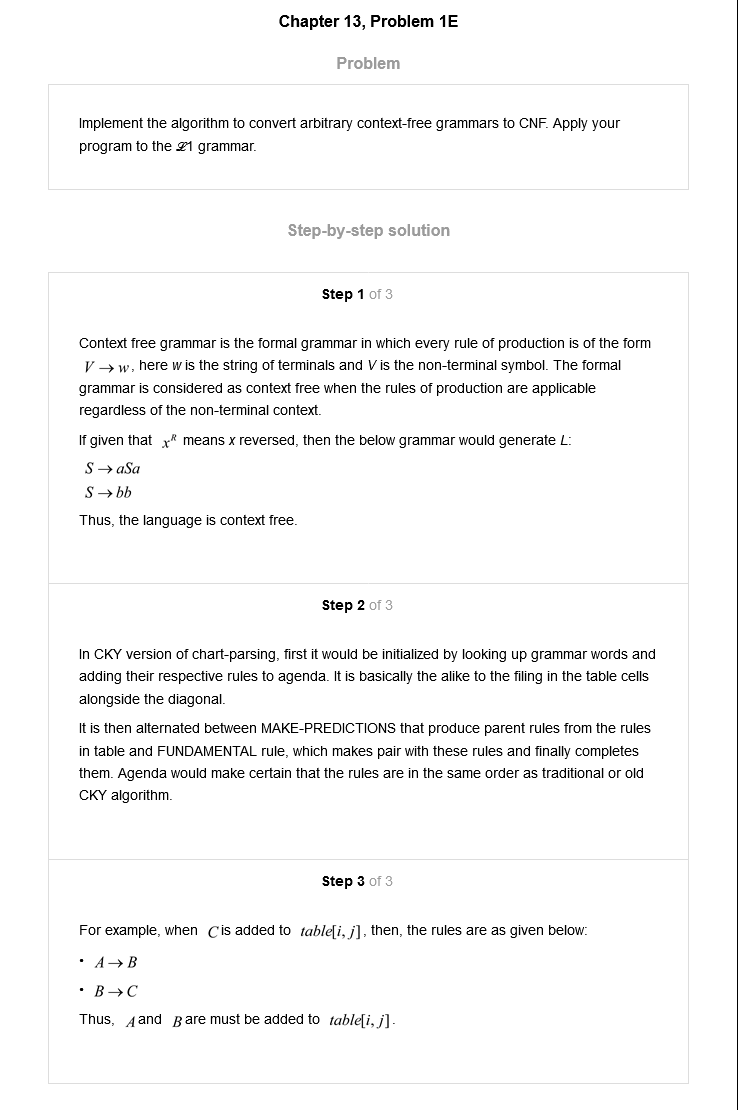 Chapter 13, Problem 1E
Problem
Implement the algorithm to convert arbitrary context-free grammars to CNF. Apply your
program to the ℒ1 grammar.
Step-by-step solution
Step 1 of 3
Context free grammar is the formal grammar in which every rule of production is of the form
V → w, here w is the string of terminals and V is the non-terminal symbol. The formal
grammar is considered as context free when the rules of production are applicable
regardless of the non-terminal context.
If given that x^R means x reversed, then the below grammar would generate L:
S → aSa
S → bb
Thus, the language is context free.
Step 2 of 3
In CKY version of chart-parsing, first it would be initialized by looking up grammar words and
adding their respective rules to agenda. It is basically the alike to the filing in the table cells
alongside the diagonal.
It is then alternated between MAKE-PREDICTIONS that produce parent rules from the rules
in table and FUNDAMENTAL rule, which makes pair with these rules and finally completes
them. Agenda would make certain that the rules are in the same order as traditional or old
CKY algorithm.
Step 3 of 3
For example, when C is added to table[i, j], then, the rules are as given below:
• A → B
• B → C
Thus, A and B are must be added to table[i, j].